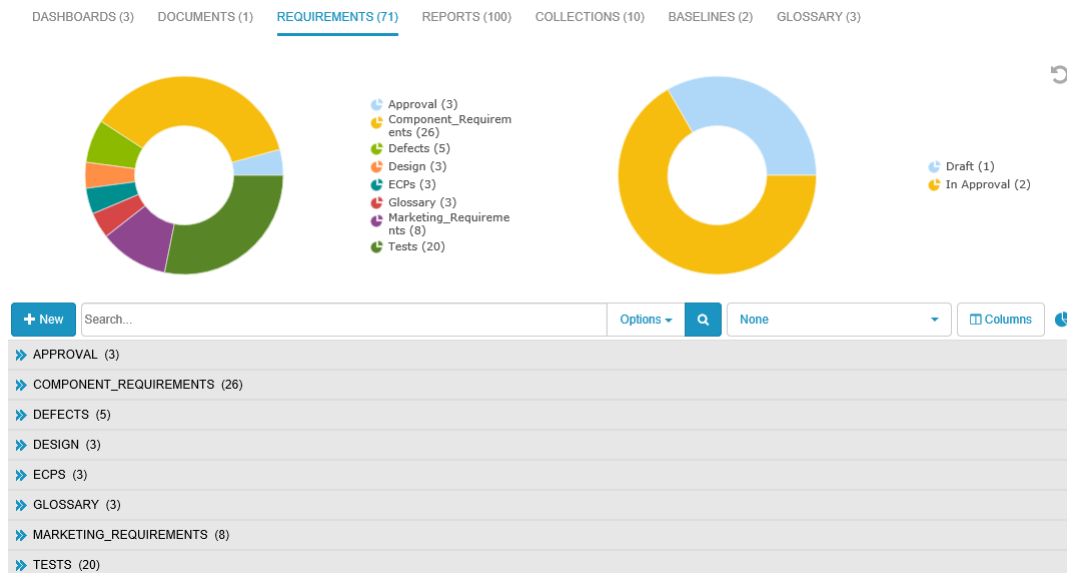 DASHBOARDS (3) DOCUMENTS (1) REQUIREMENTS (71) REPORTS (100) COLLECTIONS (10) BASELINES (2) GLOSSARY (3)
Approval (3)
Component_Requirem
ents (26)
Defects (5)
Design (3)
ECPs (3)
Glossary (3)
Marketing_Requireme
nts (8)
Tests (20)
Draft (1)
In Approval (2)
New Search... Options None Columns
APPROVAL (3)
COMPONENT_REQUIREMENTS (26)
DEFECTS (5)
DESIGN (3)
ECPS (3)
GLOSSARY (3)
MARKETING_REQUIREMENTS (8)
TESTS (20)